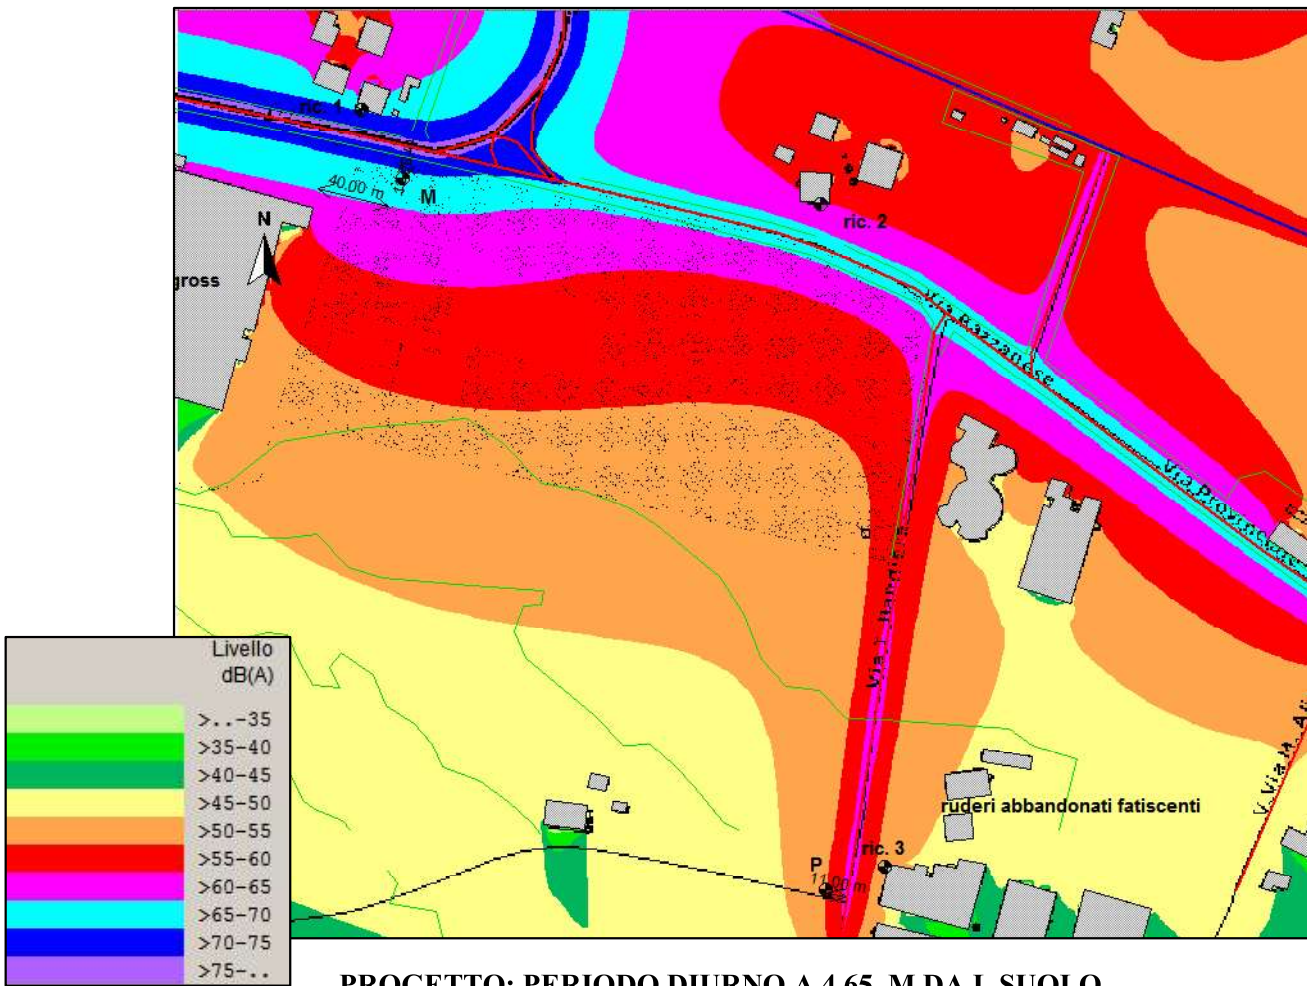 ric. 1
40.00 m
M
N
ric. 2
gross
Via Razzanese
Via Provinciale
Livello
dB(A)
>..-35
>35-40
>40-45
>45-50
>50-55
>55-60
>60-65
>65-70
>70-75
>75-..
ruderi abbandonati fatiscenti
P
11.00 m
ric. 3
PROGETTO: PERIODO DIURNO A 4,65 M DA L SUOLO